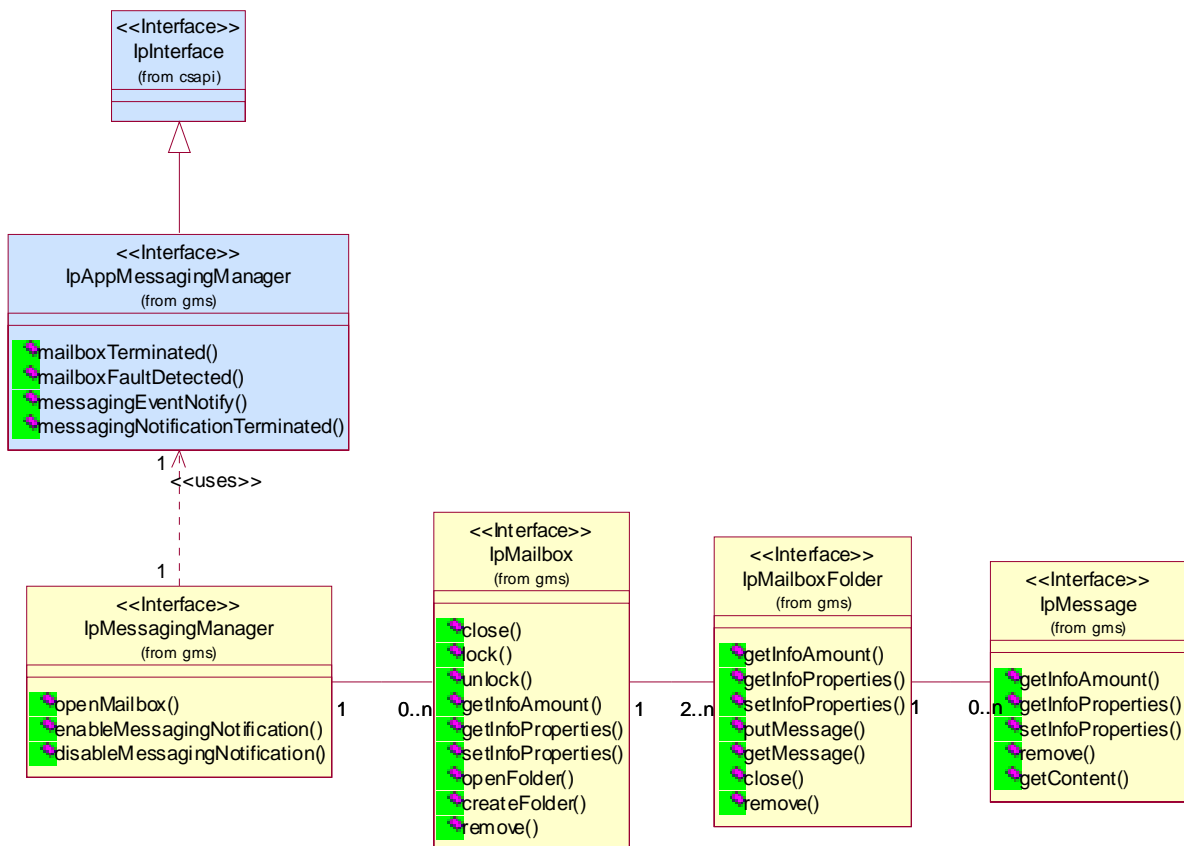 <<Interface>>
IpInterface
(from csapi)
<<Interface>>
IpAppMessagingManager
(from gms)
mailboxTerminated()
mailboxFaultDetected()
messagingEventNotify()
messagingNotificationTerminated()
1
<<uses>>
1
<<Interface>>
IpMessagingManager
(from gms)
openMailbox()
enableMessagingNotification()
disableMessagingNotification()
1
0..n
<<Interface>>
IpMailbox
(from gms)
close()
lock()
unlock()
getInfoAmount()
getInfoProperties()
setInfoProperties()
openFolder()
createFolder()
remove()
1
2..n
<<Interface>>
IpMailboxFolder
(from gms)
getInfoAmount()
getInfoProperties()
setInfoProperties()
putMessage()
getMessage()
close()
remove()
1
0..n
<<Interface>>
IpMessage
(from gms)
getInfoAmount()
getInfoProperties()
setInfoProperties()
remove()
getContent()